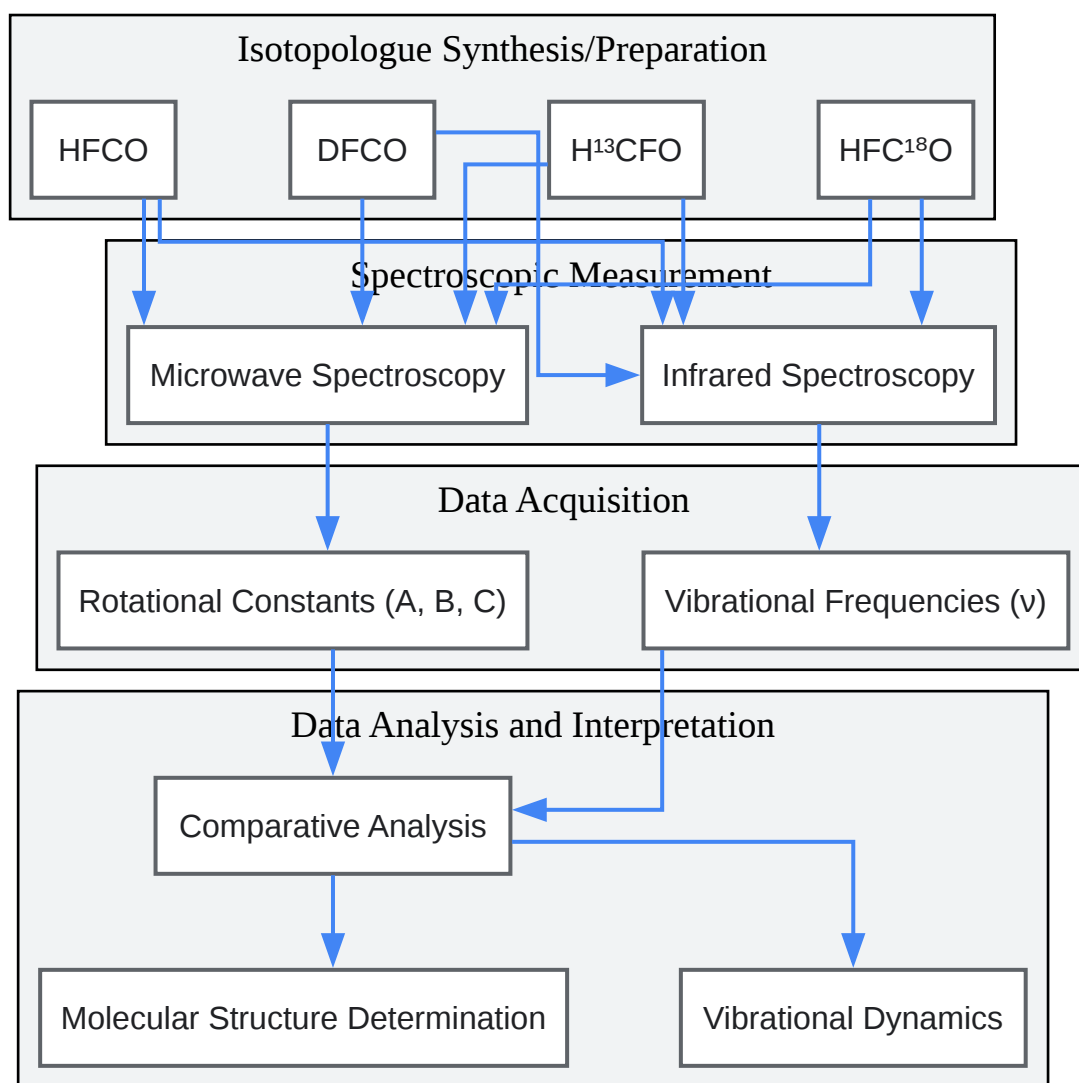 Isotopologue Synthesis/Preparation
HFCO
DFCO
H¹³CFO
HFC¹⁸O
Spectroscopic Measurement
Microwave Spectroscopy
Infrared Spectroscopy
Data Acquisition
Rotational Constants (A, B, C)
Vibrational Frequencies (ν)
Data Analysis and Interpretation
Comparative Analysis
Molecular Structure Determination
Vibrational Dynamics